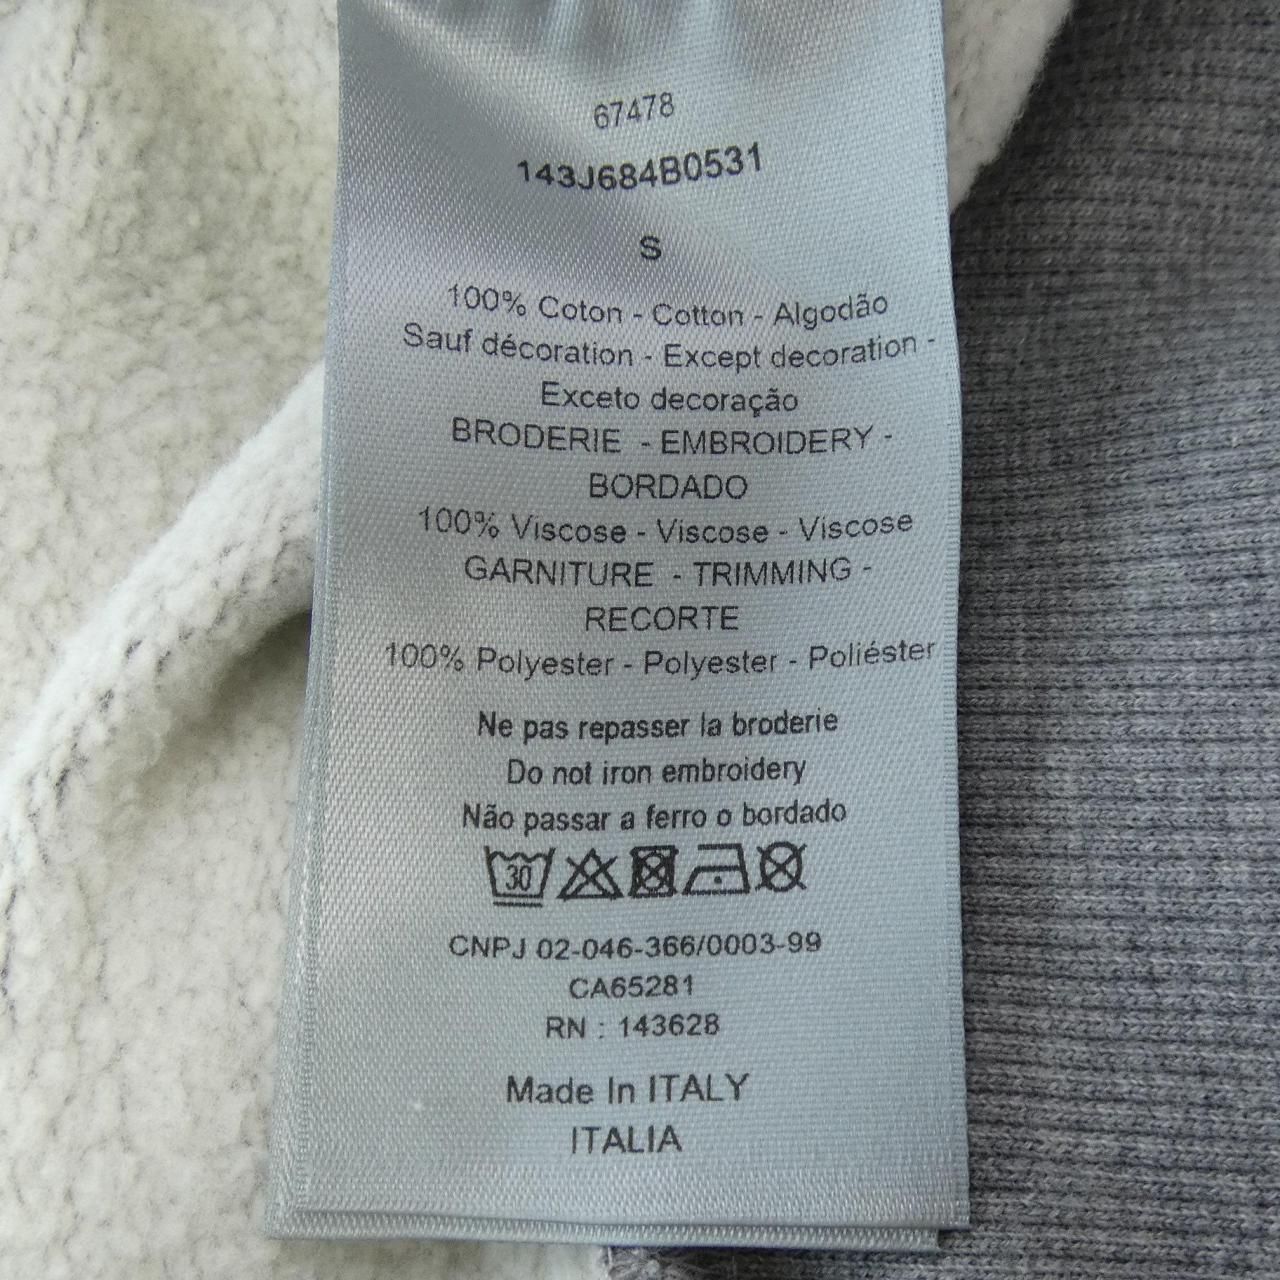 67478
143J684B0531
S
100% Coton - Cotton - Algodão
Sauf décoration - Except decoration -
Exceto decoração
BRODERIE - EMBROIDERY -
BORDADO
100% Viscose - Viscose - Viscose
GARNITURE - TRIMMING -
RECORTE
100% Polyester - Polyester - Poliéster
Ne pas repasser la broderie
Do not iron embroidery
Não passar a ferro o bordado
30
CNPJ 02-046-366/0003-99
CA65281
RN : 143628
Made In ITALY
ITALIA